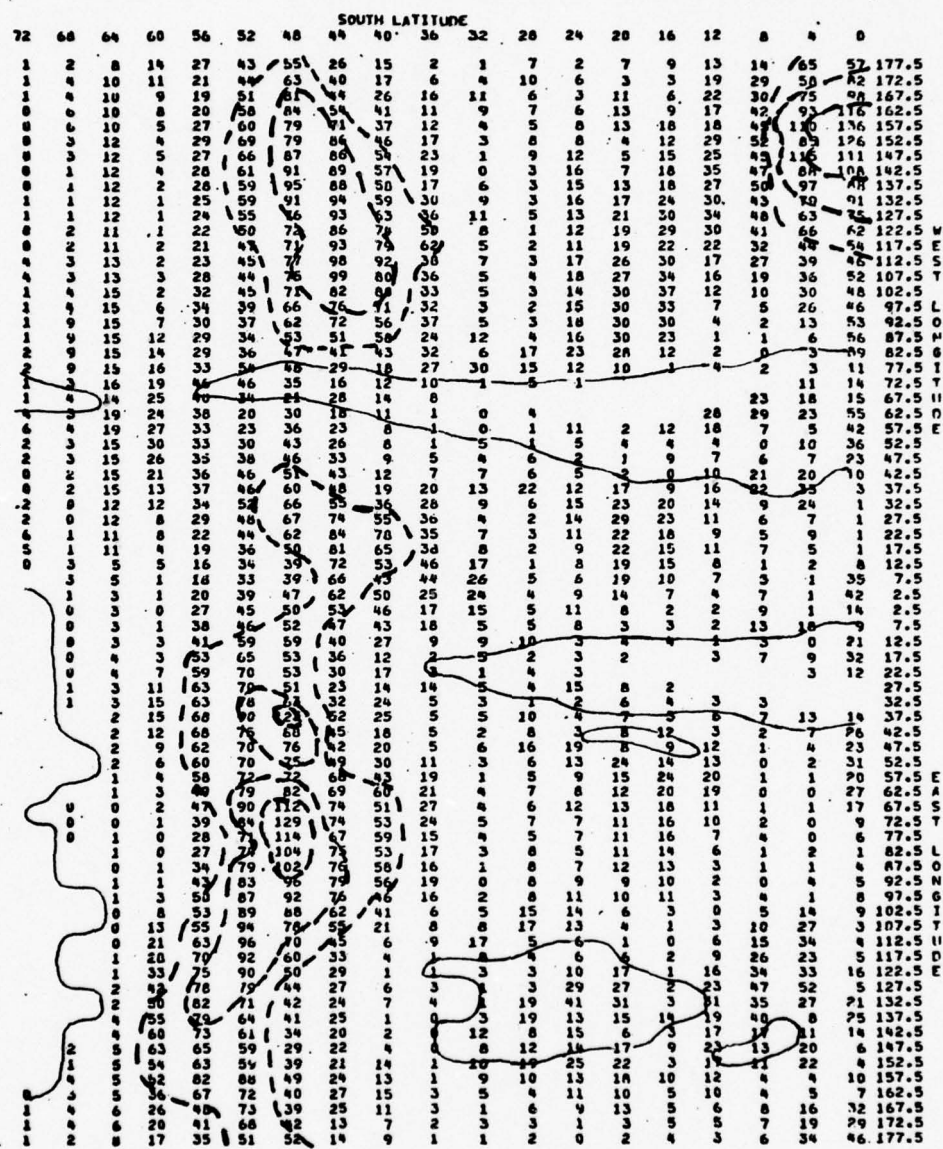 SOUTH LATITUDE
72 68 64 60 56 52 48 44 40 36 32 28 24 20 16 12 8 4 0
1 2 8 14 27 43 55 26 15 2 1 7 2 7 9 13 14 65 57 177.5
1 4 10 11 21 44 63 40 17 6 4 10 6 3 3 19 29 58 82 172.5
1 4 10 9 19 51 81 44 26 16 11 6 3 11 6 22 30 75 98 167.5
0 6 10 8 20 58 84 54 41 11 9 7 6 13 9 17 42 93 116 162.5
0 6 10 5 27 60 79 71 37 12 4 5 8 13 18 18 49 110 136 157.5
0 4 12 4 29 69 79 86 46 17 3 8 8 4 12 29 52 89 126 152.5
0 3 12 5 27 66 87 86 54 23 1 9 12 5 15 25 45 116 111 147.5
0 1 12 4 28 61 91 89 57 19 0 3 16 7 18 35 47 88 108 142.5
0 1 12 2 28 59 95 88 50 17 6 3 15 13 18 27 50 97 137.5
0 1 12 1 25 59 91 94 59 30 9 3 16 17 24 30 43 70 91 132.5
1 1 12 1 24 55 93 63 36 11 5 13 21 30 34 48 63 75 127.5
0 2 11 1 22 50 73 86 74 50 8 1 12 19 29 30 41 66 62 122.5 W
0 2 11 2 21 47 71 93 79 62 5 2 11 19 22 22 32 44 54 117.5 E
4 3 13 2 23 45 77 98 92 38 7 3 17 26 30 17 27 39 46 112.5 S
4 3 13 3 28 44 75 99 80 36 5 4 18 27 34 16 19 36 52 107.5 T
1 4 15 2 32 45 71 82 33 5 3 14 30 37 12 10 30 48 102.5
1 4 15 6 34 39 66 76 71 32 3 2 15 30 33 7 5 26 46 97.5 L
1 9 15 7 30 37 62 72 56 37 5 3 18 30 30 4 2 13 53 92.5 O
1 9 15 12 29 34 53 51 58 24 12 4 16 30 23 1 1 6 56 87.5 N
2 9 15 14 29 36 47 41 43 32 6 17 23 28 12 2 0 3 82.5 G
2 9 15 16 33 54 48 29 18 27 30 15 12 10 1 4 2 3 11 77.5 I
1 3 16 19 46 46 35 16 12 10 1 5 1 11 14 72.5 T
1 4 14 25 40 34 21 28 14 8 23 18 15 67.5 U
4 3 19 24 38 20 30 18 11 1 0 4 28 29 23 55 62.5 D
6 4 19 27 33 23 36 23 8 1 0 1 11 2 12 18 7 5 42 57.5 E
2 3 15 30 33 30 43 26 8 1 5 1 5 4 4 4 0 10 36 52.5
2 3 15 26 35 38 46 33 9 5 4 6 2 1 9 7 6 7 23 47.5
0 2 15 21 36 46 57 43 12 7 7 6 5 2 0 10 21 20 10 42.5
0 2 15 13 37 46 60 48 19 20 13 22 12 17 9 16 22 3 37.5
2 0 12 12 34 52 66 55 36 28 9 6 15 23 20 14 9 24 1 32.5
2 0 12 8 29 48 67 74 55 36 4 2 14 29 23 11 6 7 1 27.5
6 1 11 8 22 44 62 84 70 35 7 3 11 22 18 9 5 9 1 22.5
5 1 11 4 19 36 50 81 65 38 8 2 9 22 15 11 7 5 1 17.5
0 3 5 5 16 34 39 72 53 46 17 1 8 19 15 8 1 2 8 12.5
3 5 1 18 33 39 66 43 44 26 5 6 19 10 7 3 1 35 7.5
1 3 1 20 39 47 62 50 25 24 4 9 14 7 4 7 1 42 2.5
0 3 0 27 45 50 53 46 17 15 5 11 8 2 2 9 1 14 2.5
0 3 1 38 46 52 47 43 18 5 5 8 3 3 2 13 18 9 7.5
0 3 3 41 59 59 40 27 9 9 10 3 4 4 1 3 0 21 12.5
0 4 3 53 65 53 36 12 2 5 2 3 2 3 7 9 32 17.5
0 4 7 59 70 53 30 17 1 1 4 3 3 12 22.5
1 3 11 63 79 51 23 14 14 5 4 15 8 2 27.5
1 3 15 63 78 32 24 5 3 1 2 6 4 3 3 32.5
2 15 68 90 52 25 5 5 10 4 7 5 6 7 13 14 37.5
2 12 68 75 68 45 18 5 2 8 3 8 12 3 2 7 26 42.5
2 9 62 70 76 42 20 5 6 16 19 8 9 12 1 4 23 47.5
2 6 60 70 75 49 30 11 3 6 13 24 14 13 0 2 31 52.5
1 4 58 72 72 68 43 19 1 5 9 15 24 20 1 1 20 57.5 E
1 3 49 79 82 69 60 21 4 7 8 12 20 19 0 0 27 62.5 A
0 0 2 47 90 112 74 51 27 4 6 12 13 18 11 1 1 17 67.5 S
0 0 1 39 84 129 74 53 24 5 7 7 11 16 10 2 8 9 72.5 T
0 1 0 28 77 114 67 59 15 4 5 7 11 16 7 4 0 6 77.5
1 0 27 79 104 75 53 17 3 8 5 11 14 6 1 2 1 82.5 L
0 1 34 79 102 76 58 16 1 8 7 12 13 3 1 1 4 87.5 O
1 1 43 83 96 79 56 19 0 8 9 9 10 2 0 4 5 92.5 N
1 3 50 87 92 76 46 16 2 8 11 10 11 3 4 1 8 97.5 G
0 8 53 89 88 62 41 6 5 15 14 6 3 0 5 14 9 102.5 I
0 13 55 94 78 55 21 8 8 17 13 4 1 3 10 27 3 107.5 T
0 21 63 96 70 45 6 9 17 5 6 1 0 6 15 34 4 112.5 U
1 28 70 92 60 33 4 1 8 4 6 6 2 9 26 23 5 117.5 D
1 33 75 90 50 29 1 1 3 3 10 17 1 16 34 33 16 122.5 E
2 43 78 79 44 27 6 3 1 3 29 27 2 23 47 52 5 127.5
2 50 82 71 42 24 7 4 1 19 41 31 3 31 35 27 21 132.5
4 55 79 64 41 25 1 0 3 19 13 15 14 19 40 8 25 137.5
4 60 73 61 34 20 2 12 8 15 6 3 17 17 11 14 142.5
2 5 63 65 59 29 22 4 8 8 12 14 17 9 23 13 20 6 147.5
1 5 54 63 59 39 21 14 1 10 19 25 22 3 14 11 22 4 152.5
4 5 62 82 88 49 24 13 1 9 10 13 18 10 12 4 4 10 157.5
0 3 5 36 67 72 40 27 15 3 5 4 11 10 5 10 4 5 7 162.5
1 4 6 26 48 73 39 25 11 3 1 6 9 13 5 6 8 16 32 167.5
1 4 6 20 41 68 42 13 7 2 3 3 1 3 5 5 7 19 29 172.5
1 2 8 17 35 51 52 14 9 1 1 2 0 2 4 3 6 34 46 177.5